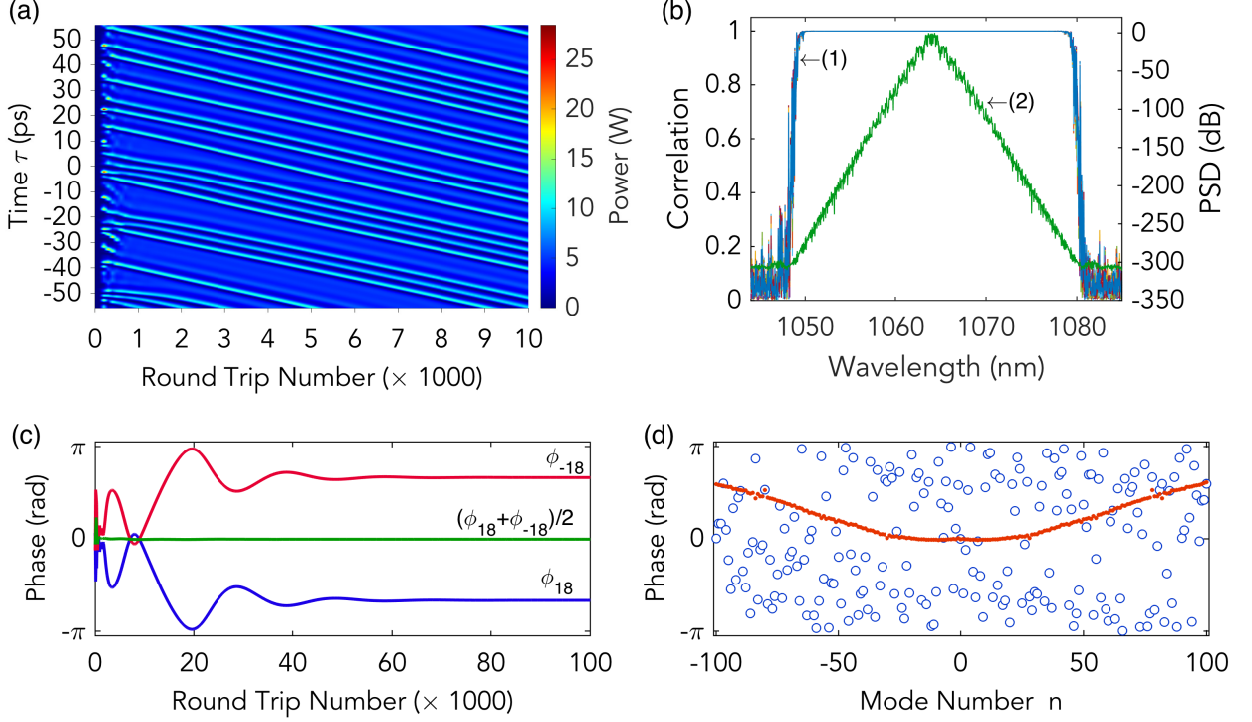 (a)
Time τ (ps)
50
40
30
20
10
0
-10
-20
-30
-40
-50
0 1 2 3 4 5 6 7 8 9 10
Round Trip Number (× 1000)
25
20
15
10
5
0
Power (W)
(b)
Correlation
1
0.8
0.6
0.4
0.2
0
←(1)
←(2)
0
-50
-100
-150
-200
-250
-300
-350
PSD (dB)
1050 1060 1070 1080
Wavelength (nm)
(c)
Phase (rad)
π
0
-π
ϕ-18
(ϕ18+ϕ-18)/2
ϕ18
0 20 40 60 80 100
Round Trip Number (× 1000)
(d)
Phase (rad)
π
0
-π
-100 -50 0 50 100
Mode Number n